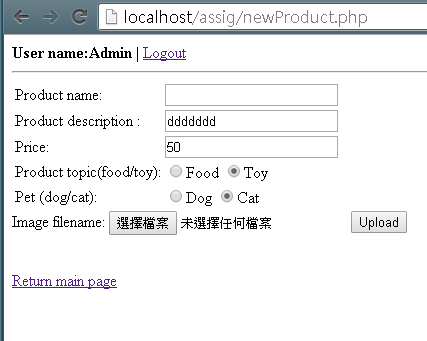 localhost/assig/newProduct.php
User name:Admin | Logout
Product name:
Product description : ddddddd
Price: 50
Product topic(food/toy): Food Toy
Pet (dog/cat): Dog Cat
Image filename: 選擇檔案 未選擇任何檔案 Upload
Return main page